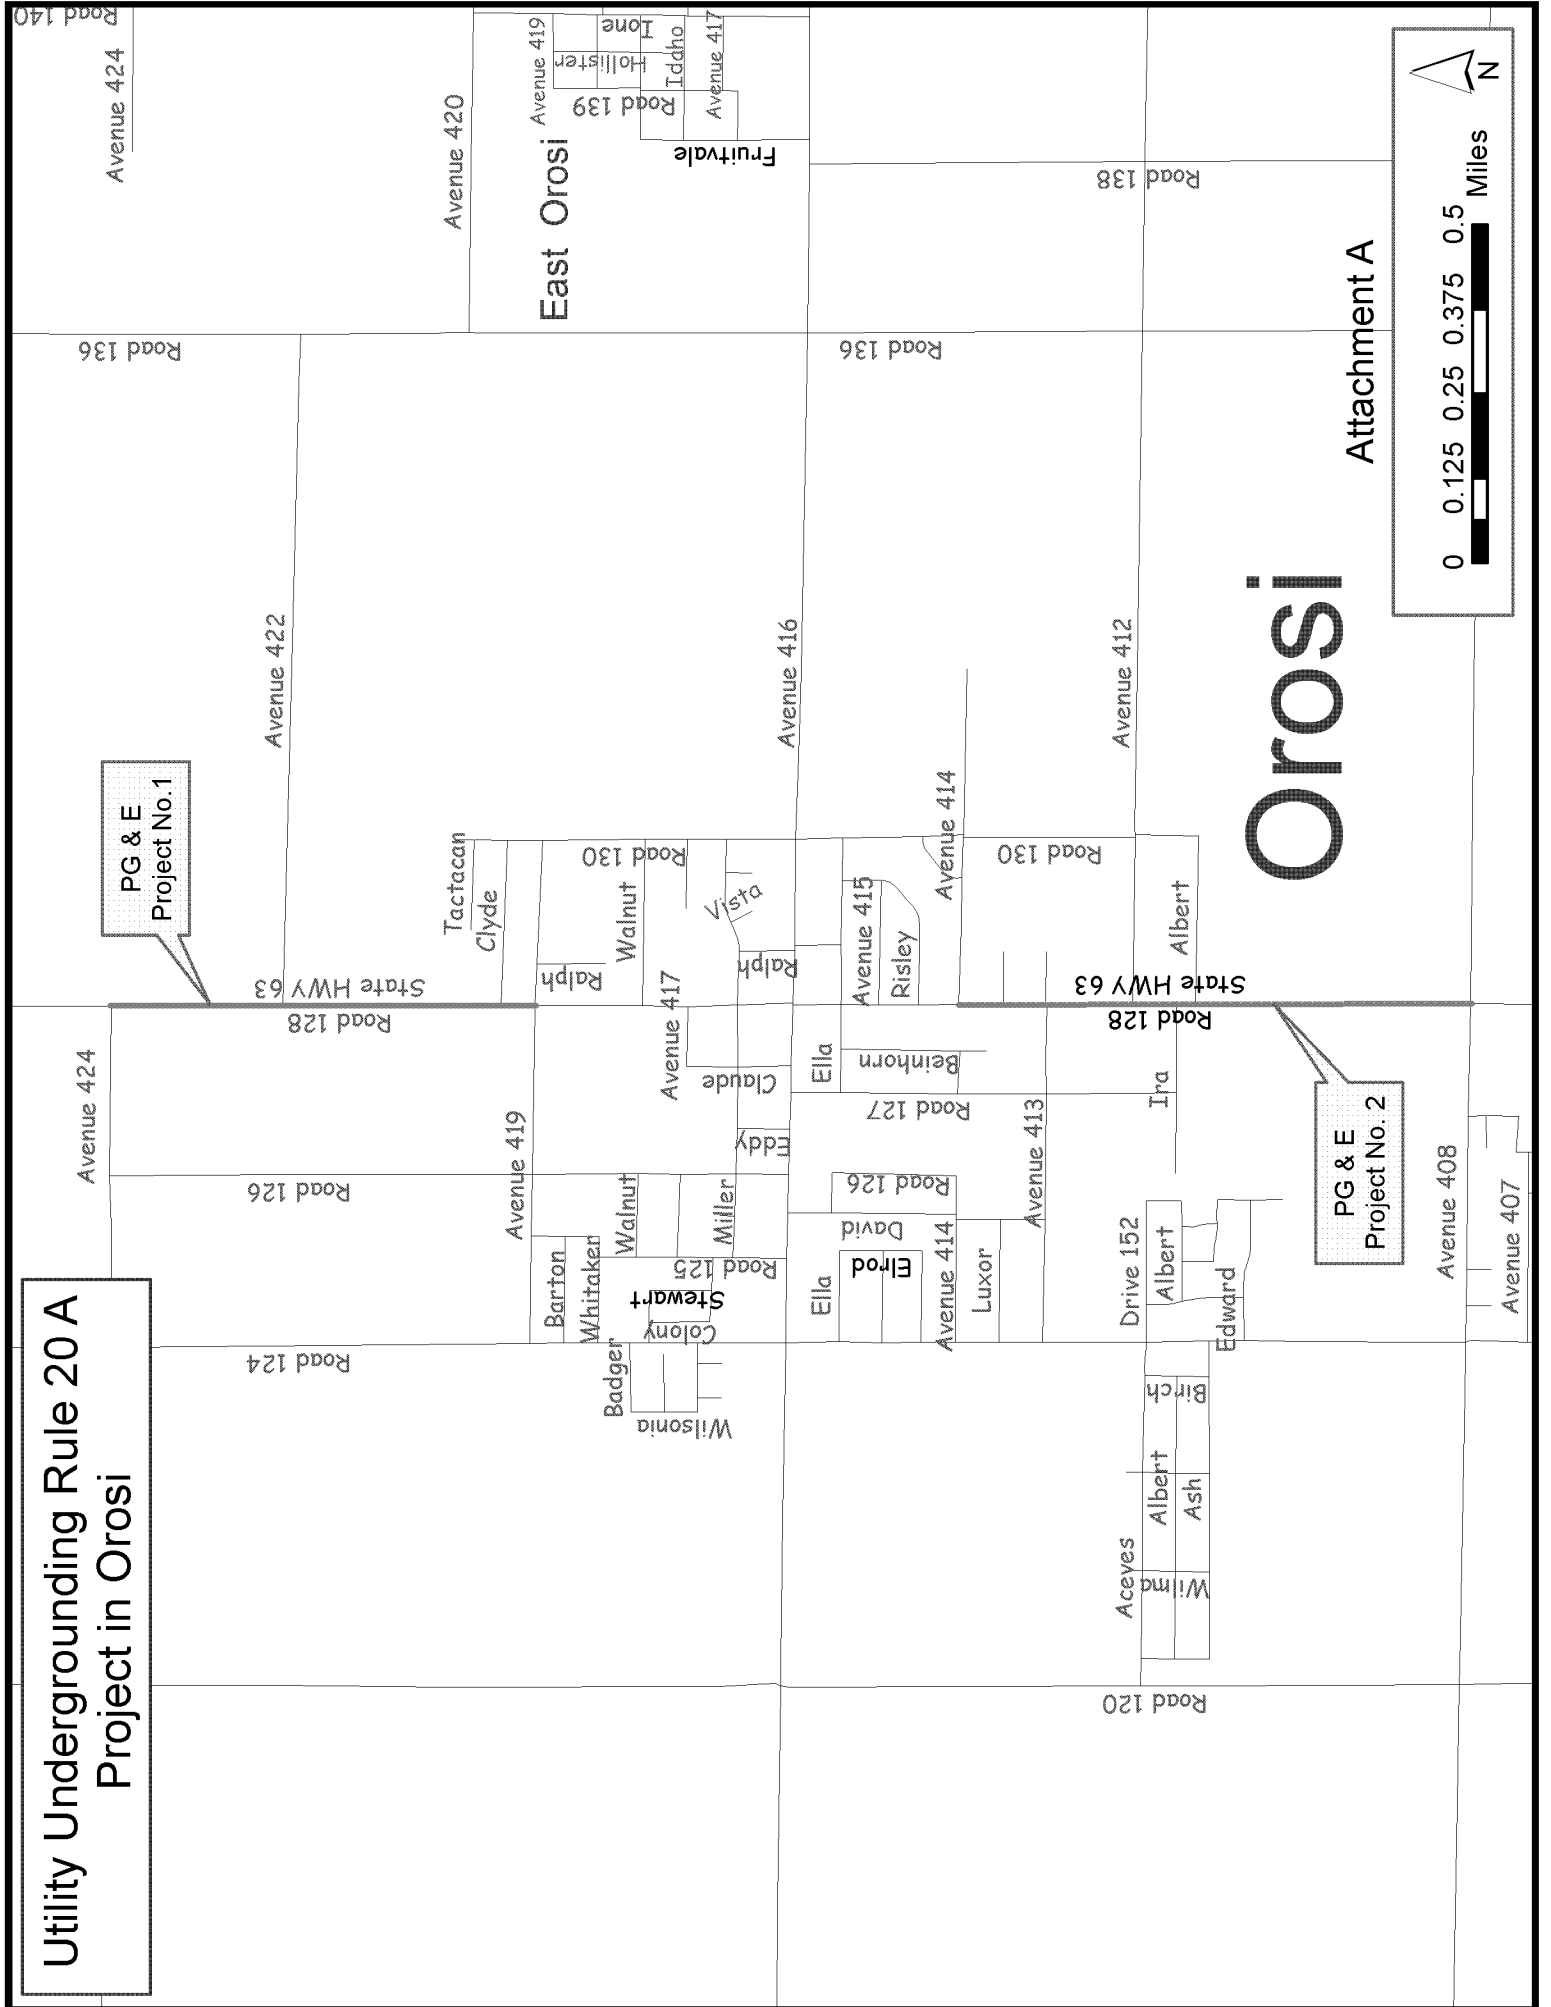 Utility Undergrounding Rule 20 A
Project in Orosi
PG & E
Project No.1
PG & E
Project No. 2
Orosi
East Orosi
Attachment A
0 0.125 0.25 0.375 0.5
Miles
N
Road 140
Avenue 424
Avenue 420
Avenue 419
Ione
Hollister
Idaho
Avenue 417
Road 139
Fruitvale
Road 138
Road 136
Road 136
Avenue 422
Avenue 416
Avenue 412
Tactacan
Clyde
Road 130
Walnut
Vista
Ralph
Ralph
Avenue 417
Avenue 415
Risley
Avenue 414
Road 130
Albert
State HWY 63
Road 128
State HWY 63
Road 128
Avenue 424
Avenue 419
Claude
Eddy
Ella
Beinhorn
Road 127
Avenue 413
Ira
Road 126
Walnut
Miller
Road 126
David
Road 125
Barton
Whitaker
Stewart
Colony
Ella
Elrod
Avenue 414
Luxor
Drive 152
Albert
Edward
Avenue 408
Avenue 407
Road 124
Badger
Wilsonia
Birch
Albert
Ash
Aceves
Wilma
Road 120